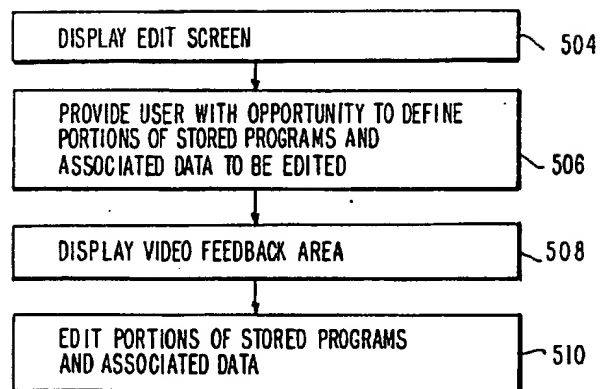 DISPLAY EDIT SCREEN
504
PROVIDE USER WITH OPPORTUNITY TO DEFINE
PORTIONS OF STORED PROGRAMS AND
ASSOCIATED DATA TO BE EDITED
506
DISPLAY VIDEO FEEDBACK AREA
508
EDIT PORTIONS OF STORED PROGRAMS
AND ASSOCIATED DATA
510